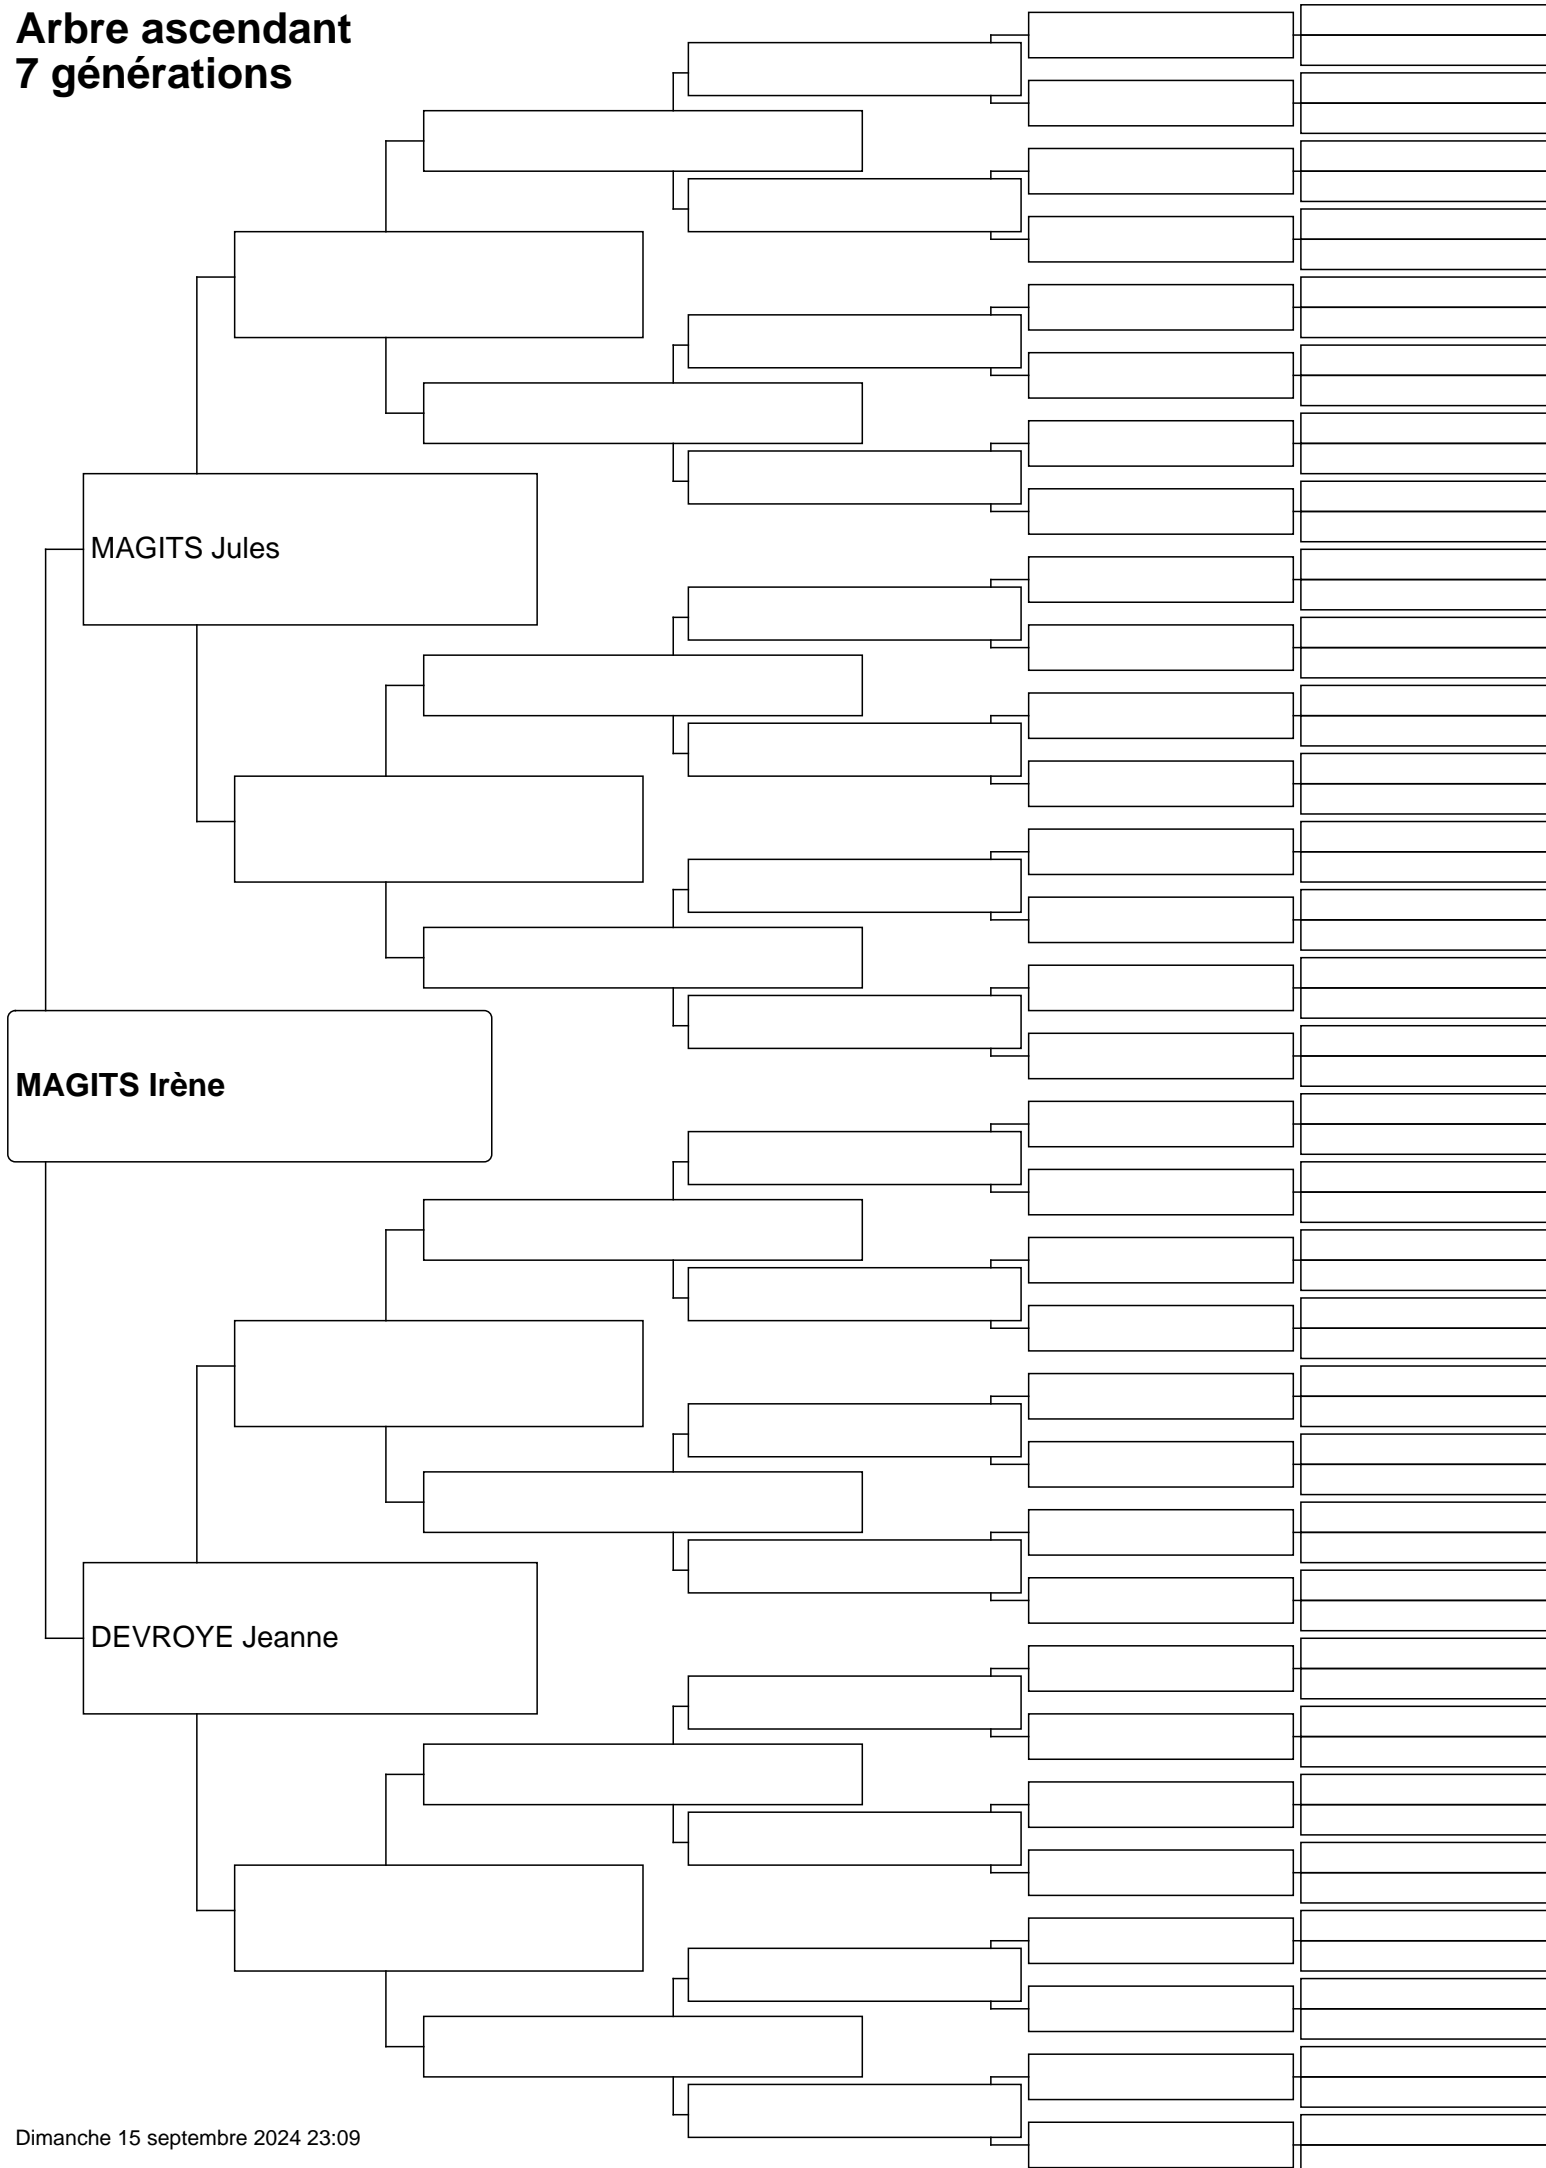 Arbre ascendant
7 générations
MAGITS Jules
MAGITS Irène
DEVROYE Jeanne
Dimanche 15 septembre 2024 23:09